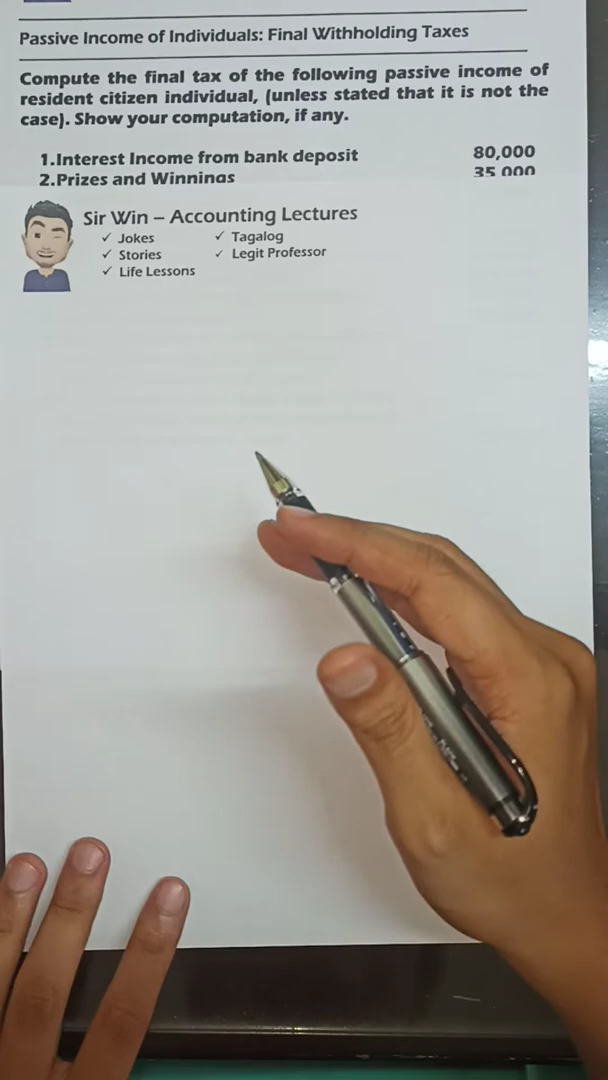 Passive Income of Individuals: Final Withholding Taxes
Compute the final tax of the following passive income of
resident citizen individual, (unless stated that it is not the
case). Show your computation, if any.
1.Interest Income from bank deposit 80,000
2.Prizes and Winnings 35,000
Sir Win – Accounting Lectures
✓ Jokes ✓ Tagalog
✓ Stories ✓ Legit Professor
✓ Life Lessons